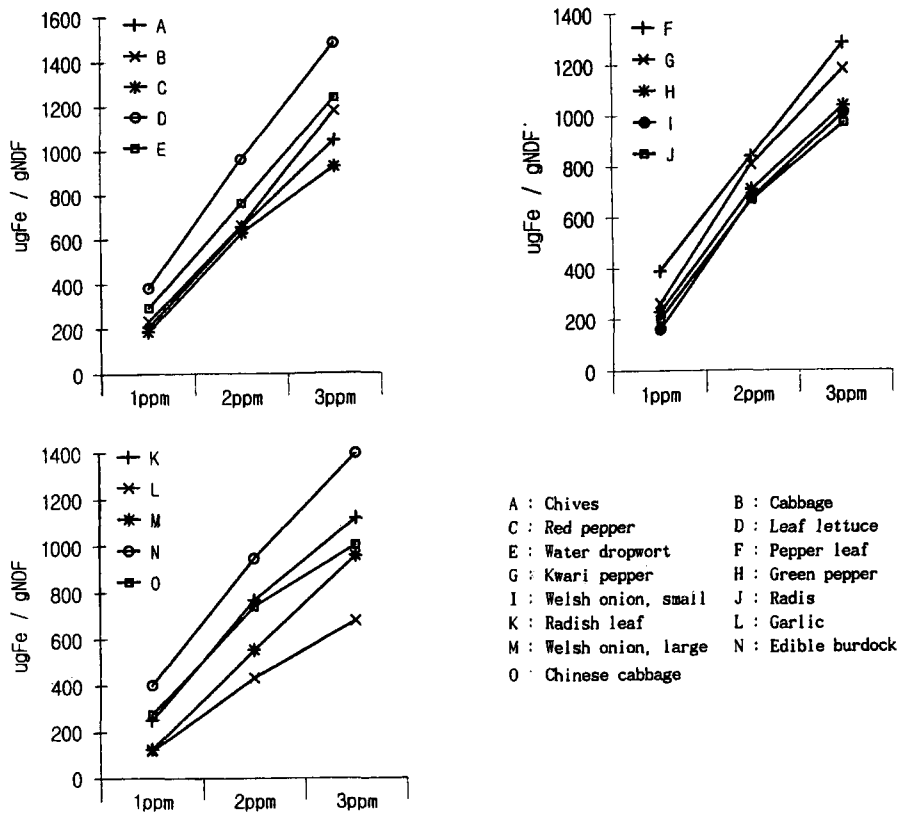 1600
1400
1200
1000
800
600
400
200
0
ugFe / gNDF
A
B
C
D
E
1ppm 2ppm 3ppm
1400
1200
1000
800
600
400
200
0
ugFe / gNDF
F
G
H
I
J
1ppm 2ppm 3ppm
1400
1200
1000
800
600
400
200
0
ugFe / gNDF
K
L
M
N
O
1ppm 2ppm 3ppm
A : Chives B : Cabbage
C : Red pepper D : Leaf lettuce
E : Water dropwort F : Pepper leaf
G : Kwari pepper H : Green pepper
I : Welsh onion, small J : Radis
K : Radish leaf L : Garlic
M : Welsh onion, large N : Edible burdock
O Chinese cabbage